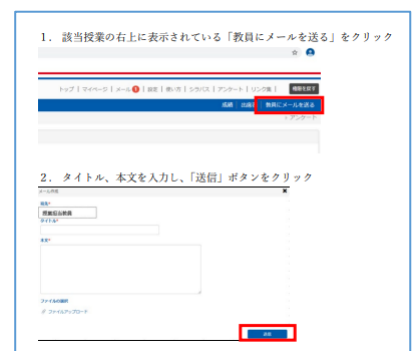 1. 該当授業の右上に表示されている「教員にメールを送る」をクリック
トップ | マイページ | メール | 設定 | 使い方 | シラバス | アンケート | リンク集 |
成績 出席 教員にメールを送る
アンケート
2. タイトル、本文を入力し、「送信」ボタンをクリック
メール作成
宛先*
授業担当教員
タイトル*
本文*
ファイルの選択
ファイルアップロード
送信